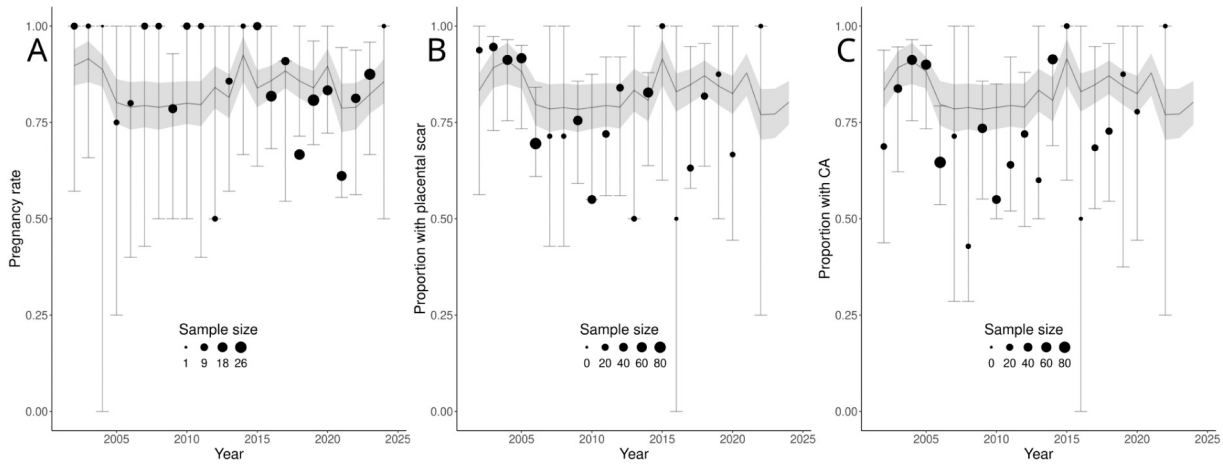 A
1.00
0.75
0.50
0.25
0.00
Pregnancy rate
Sample size
1 9 18 26
2005 2010 2015 2020 2025
Year
B
1.00
0.75
0.50
0.25
0.00
Proportion with placental scar
Sample size
0 20 40 60 80
2005 2010 2015 2020 2025
Year
C
1.00
0.75
0.50
0.25
0.00
Proportion with CA
Sample size
0 20 40 60 80
2005 2010 2015 2020 2025
Year